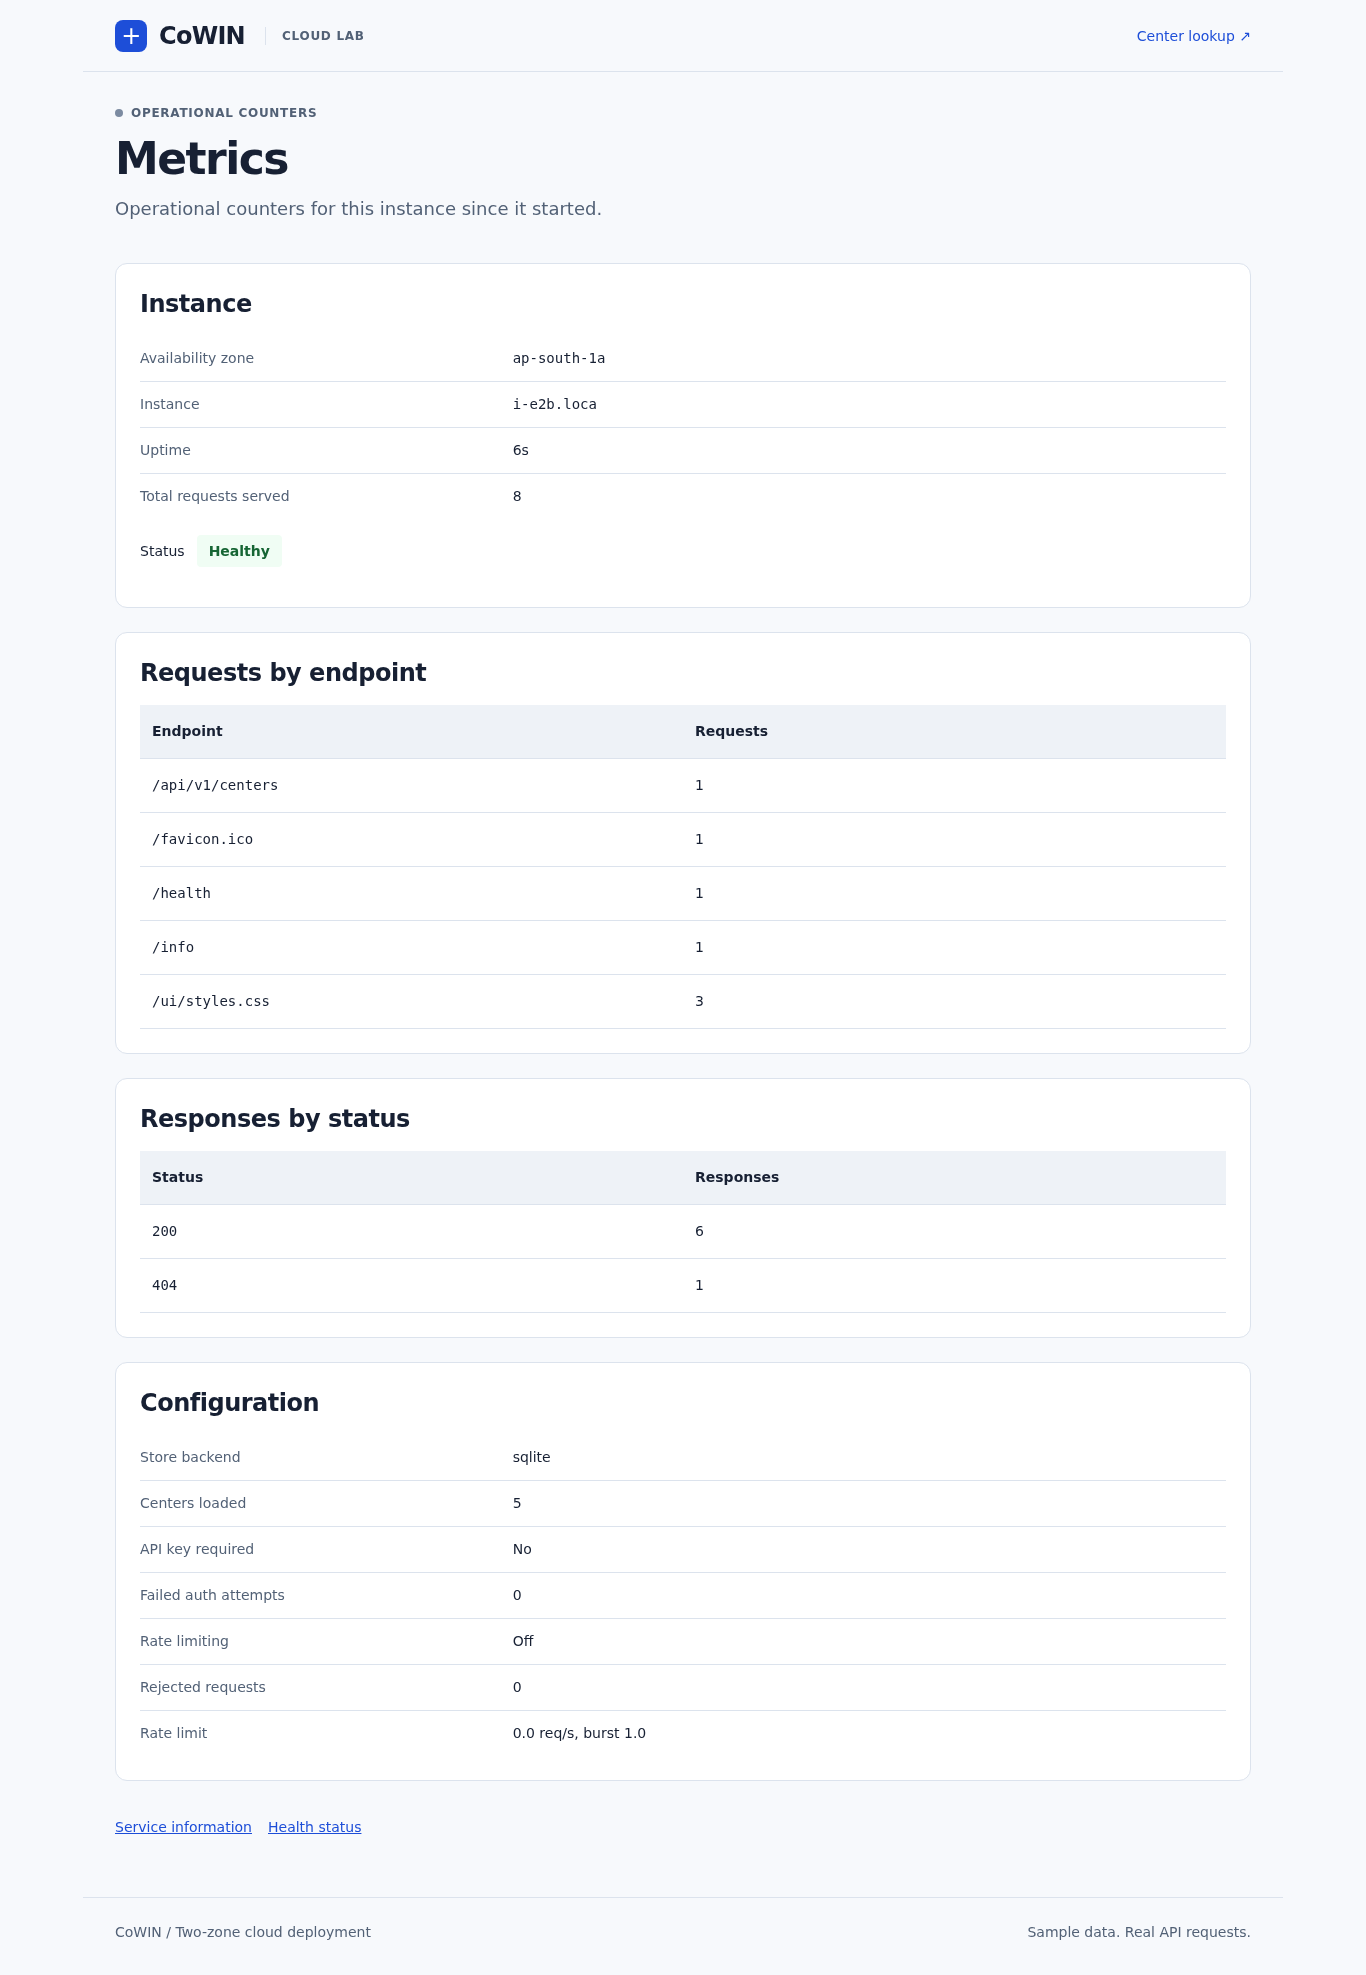 CoWIN CLOUD LAB Center lookup ↗
OPERATIONAL COUNTERS
Metrics
Operational counters for this instance since it started.
Instance
Availability zone ap-south-1a
Instance i-e2b.loca
Uptime 6s
Total requests served 8
Status Healthy
Requests by endpoint
Endpoint Requests
/api/v1/centers 1
/favicon.ico 1
/health 1
/info 1
/ui/styles.css 3
Responses by status
Status Responses
200 6
404 1
Configuration
Store backend sqlite
Centers loaded 5
API key required No
Failed auth attempts 0
Rate limiting Off
Rejected requests 0
Rate limit 0.0 req/s, burst 1.0
Service information Health status
CoWIN / Two-zone cloud deployment Sample data. Real API requests.